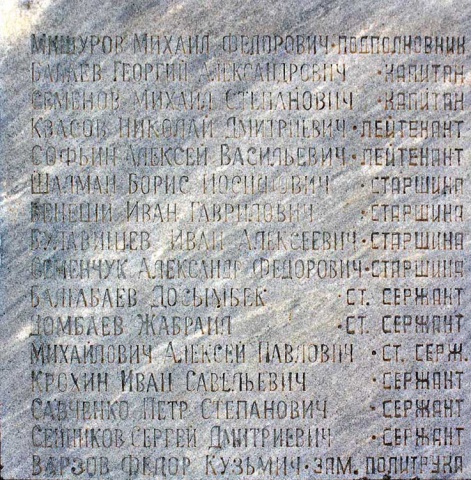 МИШУРОВ МИХАИЛ ФЕДОРОВИЧ · ПОДПОЛКОВНИК
БАБАЕВ ГЕОРГИЙ АЛЕКСАНДРОВИЧ · КАПИТАН
СЕМЕНОВ МИХАИЛ СТЕПАНОВИЧ · КАПИТАН
КВАСОВ НИКОЛАЙ ДМИТРИЕВИЧ · ЛЕЙТЕНАНТ
СОФЬИН АЛЕКСЕЙ ВАСИЛЬЕВИЧ · ЛЕЙТЕНАНТ
ШАЛМАН БОРИС ИОСИФОВИЧ · СТАРШИНА
ИВАН ГАВРИЛОВИЧ · СТАРШИНА
ИВАН АЛЕКСЕЕВИЧ · СТАРШИНА
СЕМЕНЧУК АЛЕКСАНДР ФЕДОРОВИЧ · СТАРШИНА
ДОСЫМБЕК · СТ. СЕРЖАНТ
ДОМБАЕВ ЖАБРАИЛ · СТ. СЕРЖАНТ
МИХАЙЛОВИЧ АЛЕКСЕЙ ПАВЛОВИЧ · СТ. СЕРЖ.
КРОХИН ИВАН САВЕЛЬЕВИЧ · СЕРЖАНТ
САВЧЕНКО ПЕТР СТЕПАНОВИЧ · СЕРЖАНТ
СЕРГЕЙ ДМИТРИЕВИЧ · СЕРЖАНТ
ВАРЗОВ ФЕДОР КУЗЬМИЧ · ЗАМ. ПОЛИТРУКА